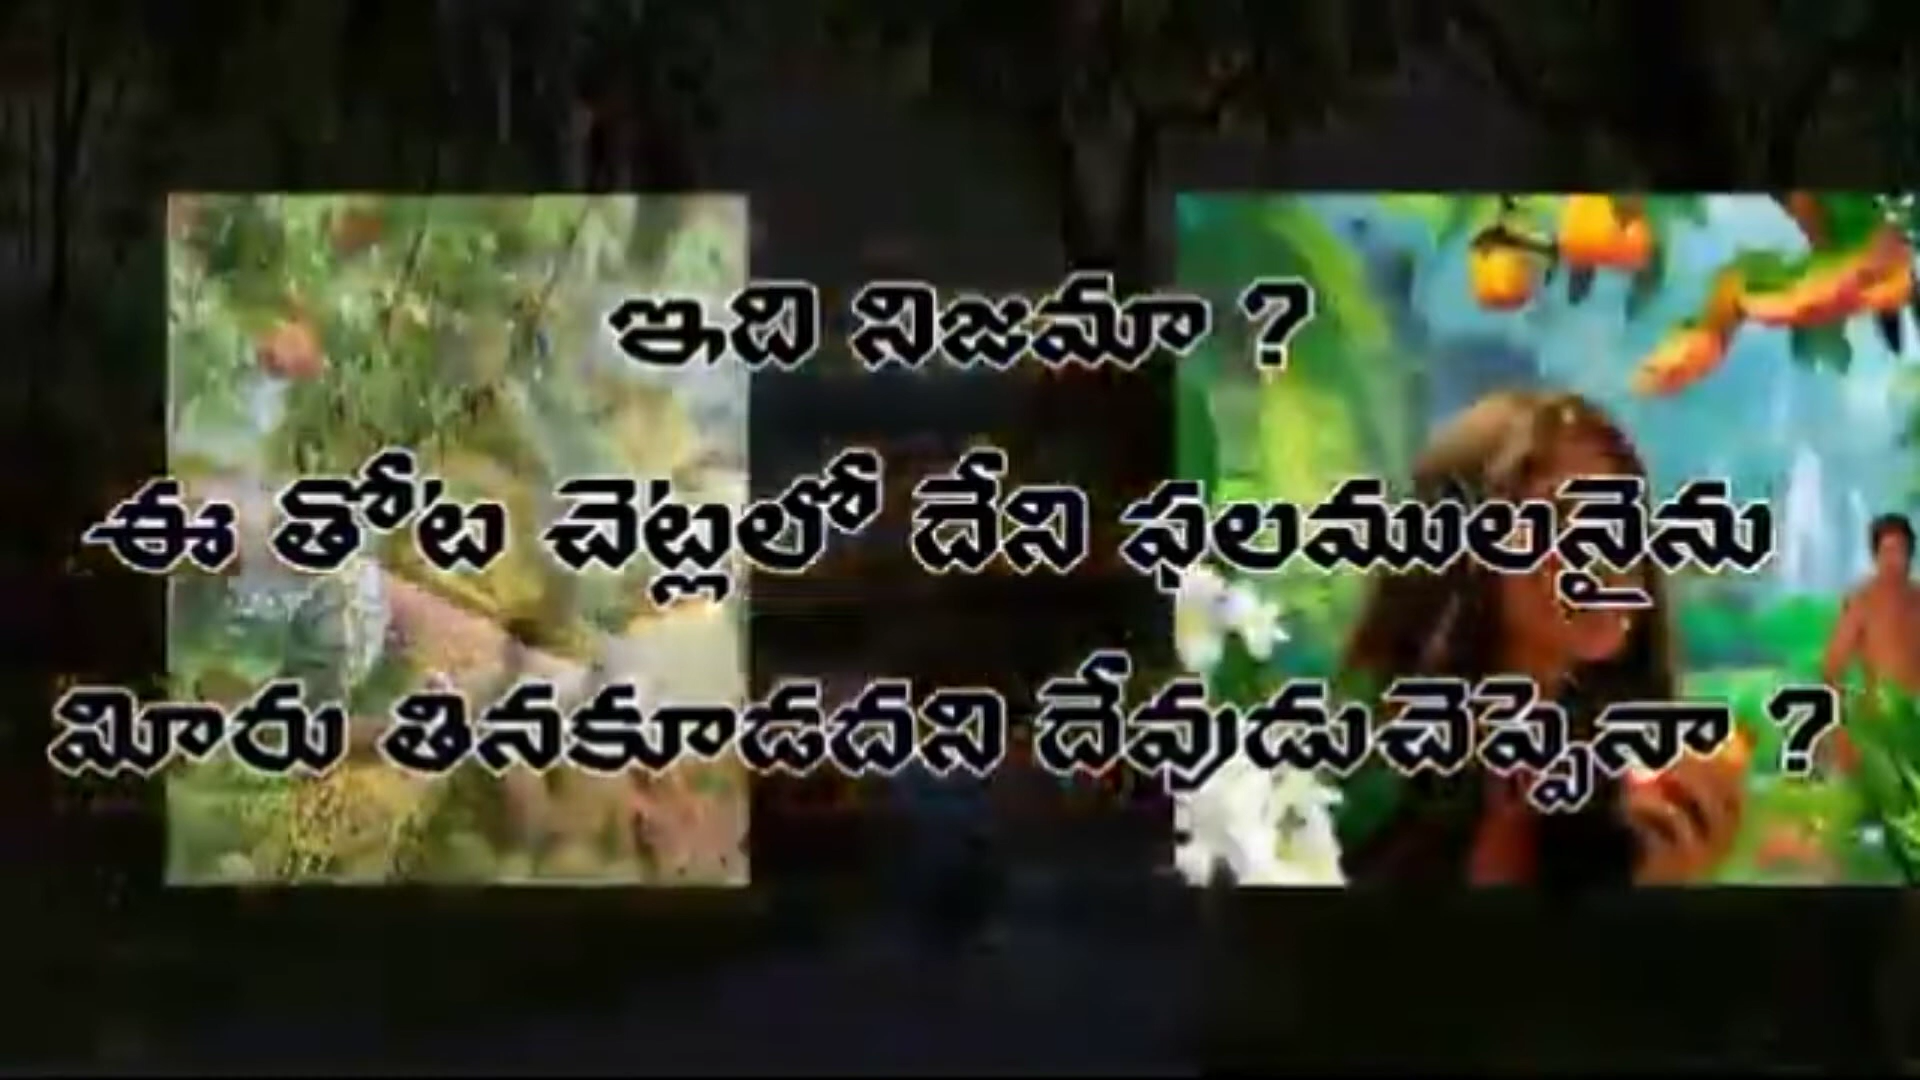 ఇది నిజమా ?
ఈ తోట చెట్లలో దేని ఫలములనైను
మీరు తినకూడదని దేవుడుచెప్పెనా ?